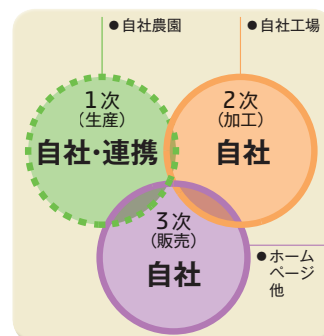 ●自社農園
●自社工場
1次
(生産)
自社・連携
2次
(加工)
自社
3次
(販売)
自社
●ホーム
ページ
他